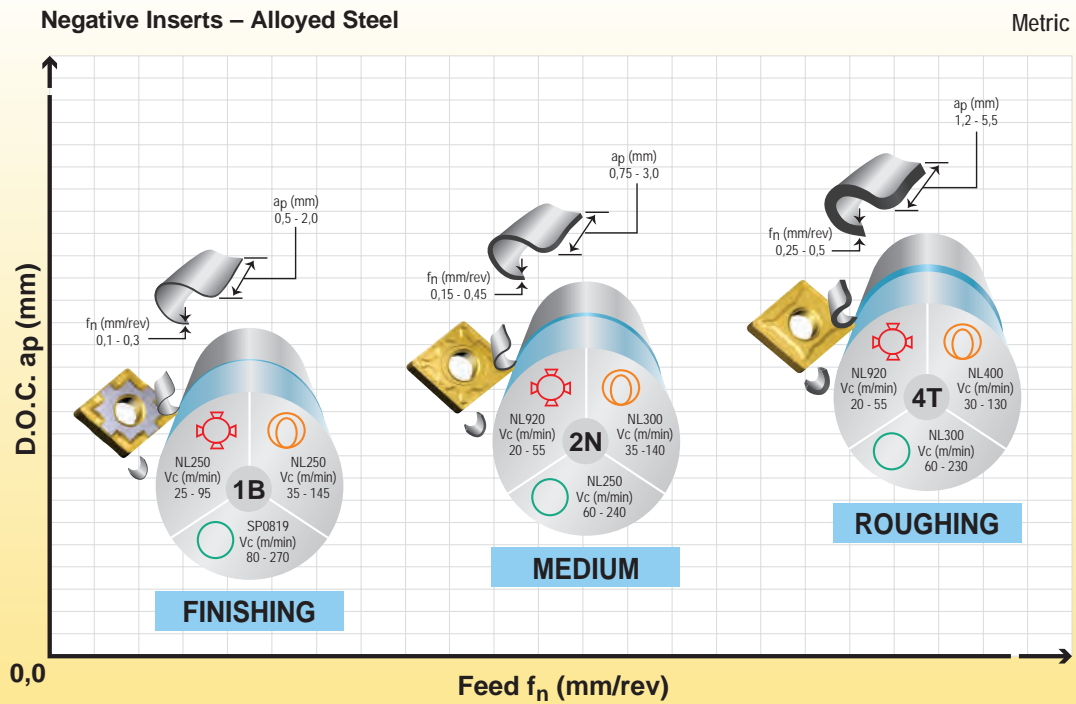 Negative Inserts – Alloyed Steel
Metric
D.O.C. ap (mm)
ap (mm)
0,5 - 2,0
fn (mm/rev)
0,1 - 0,3
NL250
Vc (m/min)
25 - 95
NL250
Vc (m/min)
35 - 145
1B
SP0819
Vc (m/min)
80 - 270
FINISHING
ap (mm)
0,75 - 3,0
fn (mm/rev)
0,15 - 0,45
NL920
Vc (m/min)
20 - 55
NL300
Vc (m/min)
35 -140
2N
NL250
Vc (m/min)
60 - 240
MEDIUM
ap (mm)
1,2 - 5,5
fn (mm/rev)
0,25 - 0,5
NL920
Vc (m/min)
20 - 55
NL400
Vc (m/min)
30 - 130
4T
NL300
Vc (m/min)
60 - 230
ROUGHING
0,0
Feed fn (mm/rev)